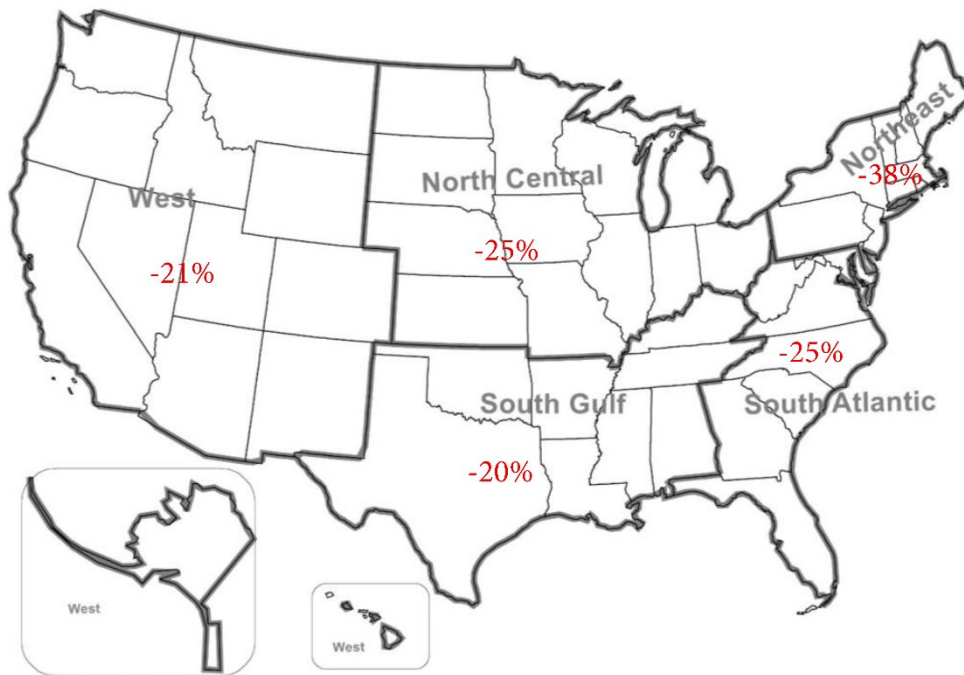 Northeast
-38%
West
North Central
-21%
-25%
-25%
South Gulf
South Atlantic
-20%
West
West